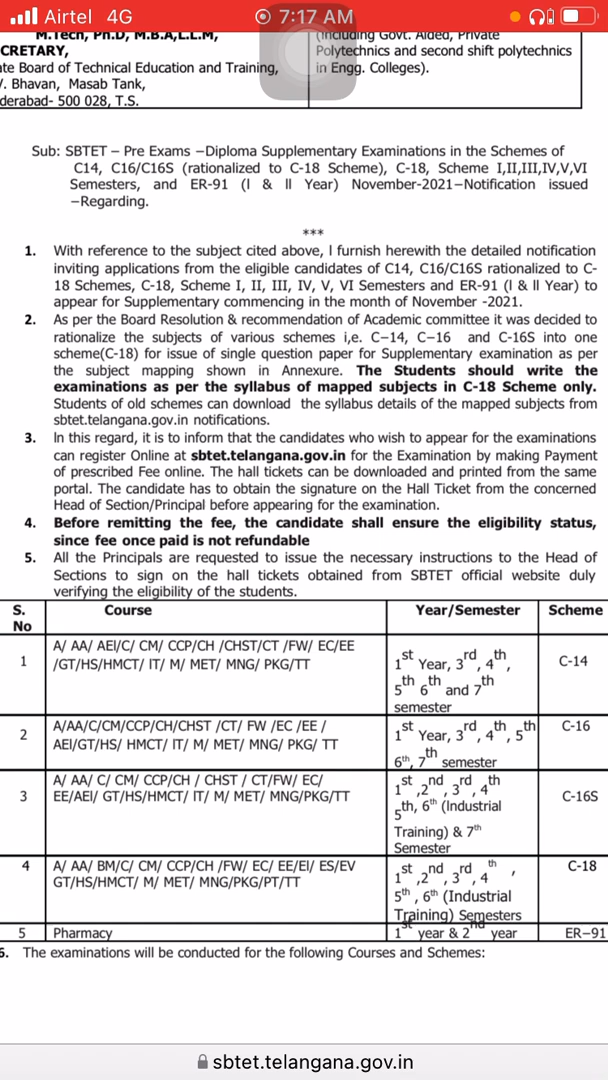 Airtel 4G
7:17 AM
M.Tech, Ph.D, M.B.A,L.L.M,
CRETARY,
ate Board of Technical Education and Training,
. Bhavan, Masab Tank,
derabad- 500 028, T.S.
(including Govt. Aided, Private
Polytechnics and second shift polytechnics
in Engg. Colleges).
Sub: SBTET – Pre Exams –Diploma Supplementary Examinations in the Schemes of
C14, C16/C16S (rationalized to C-18 Scheme), C-18, Scheme I,II,III,IV,V,VI
Semesters, and ER-91 (I & II Year) November-2021–Notification issued
–Regarding.
***
1. With reference to the subject cited above, I furnish herewith the detailed notification
inviting applications from the eligible candidates of C14, C16/C16S rationalized to C-
18 Schemes, C-18, Scheme I, II, III, IV, V, VI Semesters and ER-91 (I & II Year) to
appear for Supplementary commencing in the month of November -2021.
2. As per the Board Resolution & recommendation of Academic committee it was decided to
rationalize the subjects of various schemes i,e. C–14, C–16 and C-16S into one
scheme(C-18) for issue of single question paper for Supplementary examination as per
the subject mapping shown in Annexure. The Students should write the
examinations as per the syllabus of mapped subjects in C-18 Scheme only.
Students of old schemes can download the syllabus details of the mapped subjects from
sbtet.telangana.gov.in notifications.
3. In this regard, it is to inform that the candidates who wish to appear for the examinations
can register Online at sbtet.telangana.gov.in for the Examination by making Payment
of prescribed Fee online. The hall tickets can be downloaded and printed from the same
portal. The candidate has to obtain the signature on the Hall Ticket from the concerned
Head of Section/Principal before appearing for the examination.
4. Before remitting the fee, the candidate shall ensure the eligibility status,
since fee once paid is not refundable
5. All the Principals are requested to issue the necessary instructions to the Head of
Sections to sign on the hall tickets obtained from SBTET official website duly
verifying the eligibility of the students.
S. No Course Year/Semester Scheme
1 A/ AA/ AEI/C/ CM/ CCP/CH /CHST/CT /FW/ EC/EE
/GT/HS/HMCT/ IT/ M/ MET/ MNG/ PKG/TT
1st Year, 3rd, 4th,
5th 6th and 7th
semester
C-14
2 A/AA/C/CM/CCP/CH/CHST /CT/ FW /EC /EE /
AEI/GT/HS/ HMCT/ IT/ M/ MET/ MNG/ PKG/ TT
1st Year, 3rd, 4th, 5th
6th, 7th semester
C-16
3 A/ AA/ C/ CM/ CCP/CH / CHST / CT/FW/ EC/
EE/AEI/ GT/HS/HMCT/ IT/ M/ MET/ MNG/PKG/TT
1st ,2nd , 3rd , 4th
5th, 6th (Industrial
Training) & 7th
Semester
C-16S
4 A/ AA/ BM/C/ CM/ CCP/CH /FW/ EC/ EE/EI/ ES/EV
GT/HS/HMCT/ M/ MET/ MNG/PKG/PT/TT
1st ,2nd , 3rd , 4th ,
5th , 6th (Industrial
Training) Semesters
C-18
5 Pharmacy 1st year & 2nd year ER–91
6. The examinations will be conducted for the following Courses and Schemes:
sbtet.telangana.gov.in